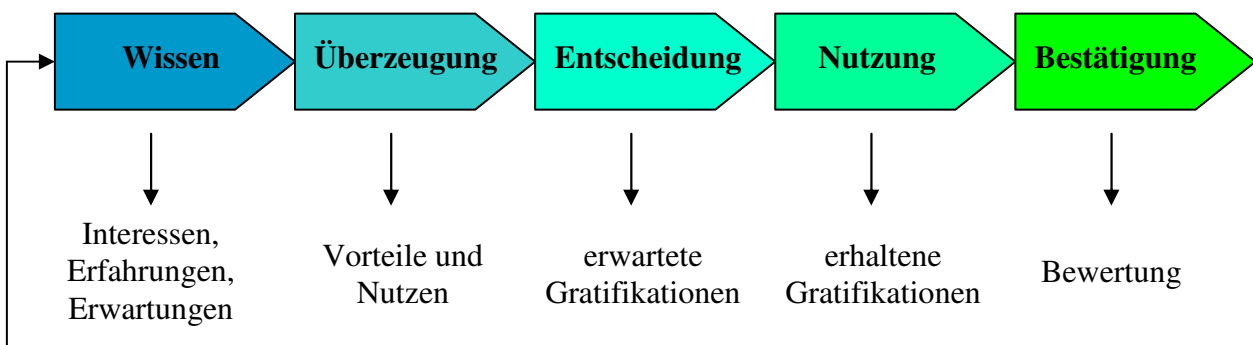 Wissen
Überzeugung
Entscheidung
Nutzung
Bestätigung
Interessen,
Erfahrungen,
Erwartungen
Vorteile und
Nutzen
erwartete
Gratifikationen
erhaltene
Gratifikationen
Bewertung